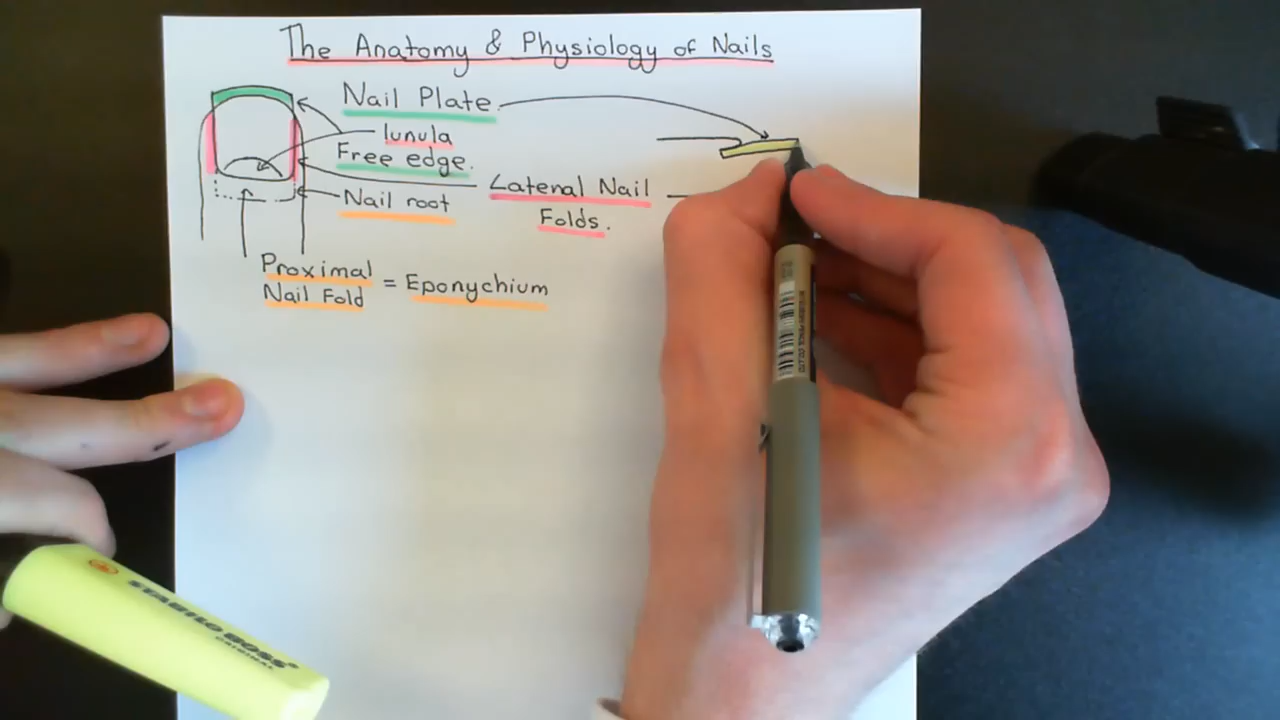 The Anatomy & Physiology of Nails
Nail Plate
lunula
Free edge.
Nail root
Lateral Nail
Folds.
Proximal
Nail Fold
= Eponychium
STABILO BOSS
ORIGINAL